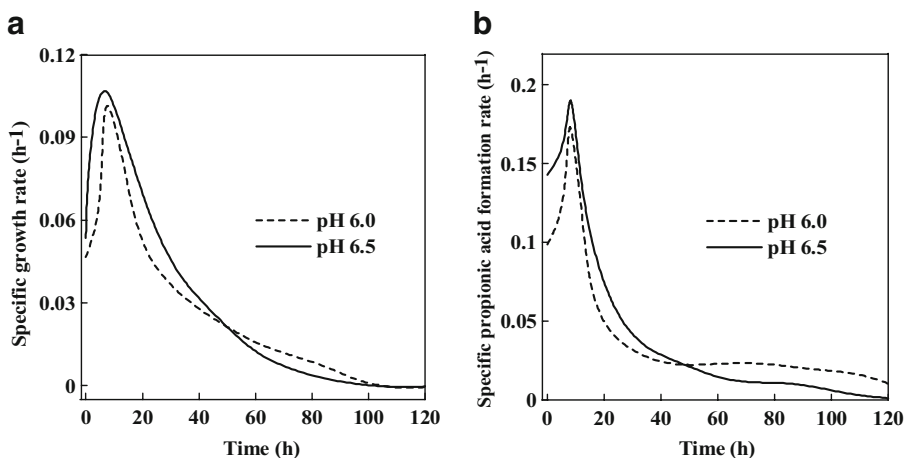 a
Specific growth rate (h-1)
0.12
0.09
0.06
0.03
0
pH 6.0
pH 6.5
0 20 40 60 80 100 120
Time (h)
b
Specific propionic acid formation rate (h-1)
0.2
0.15
0.1
0.05
0
pH 6.0
pH 6.5
0 20 40 60 80 100 120
Time (h)